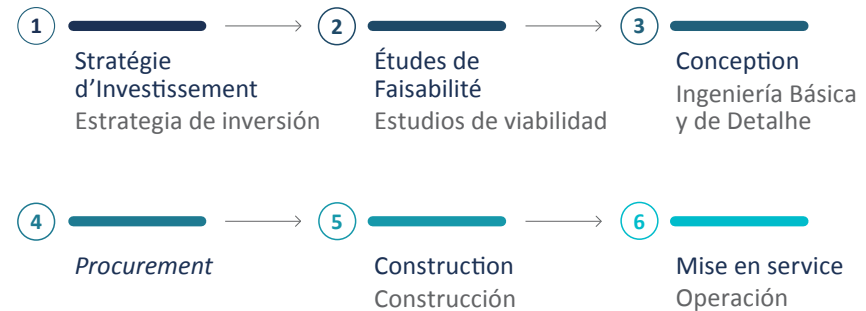 1
Stratégie
d’Investissement
Estrategia de inversión
2
Études de
Faisabilité
Estudios de viabilidad
3
Conception
Ingeniería Básica
y de Detalhe
4
Procurement
5
Construction
Construcción
6
Mise en service
Operación